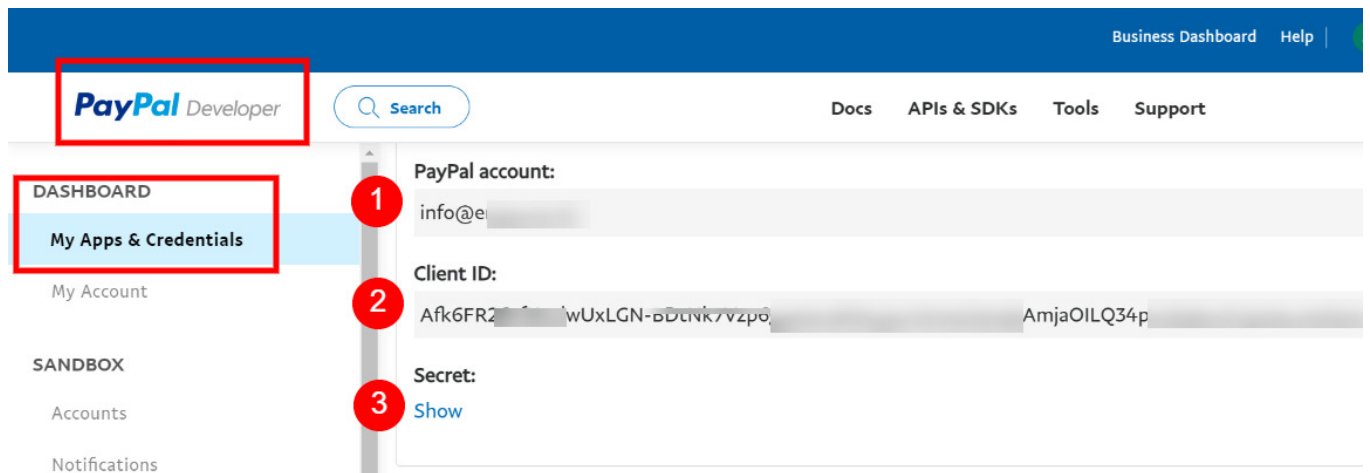 Business Dashboard Help
PayPal Developer
Search
Docs APIs & SDKs Tools Support
DASHBOARD
My Apps & Credentials
My Account
SANDBOX
Accounts
Notifications
1
PayPal account:
info@e
2
Client ID:
Afk6FR2 wUxLGN-BDtNk7Vzp6 AmjaOILQ34p
3
Secret:
Show